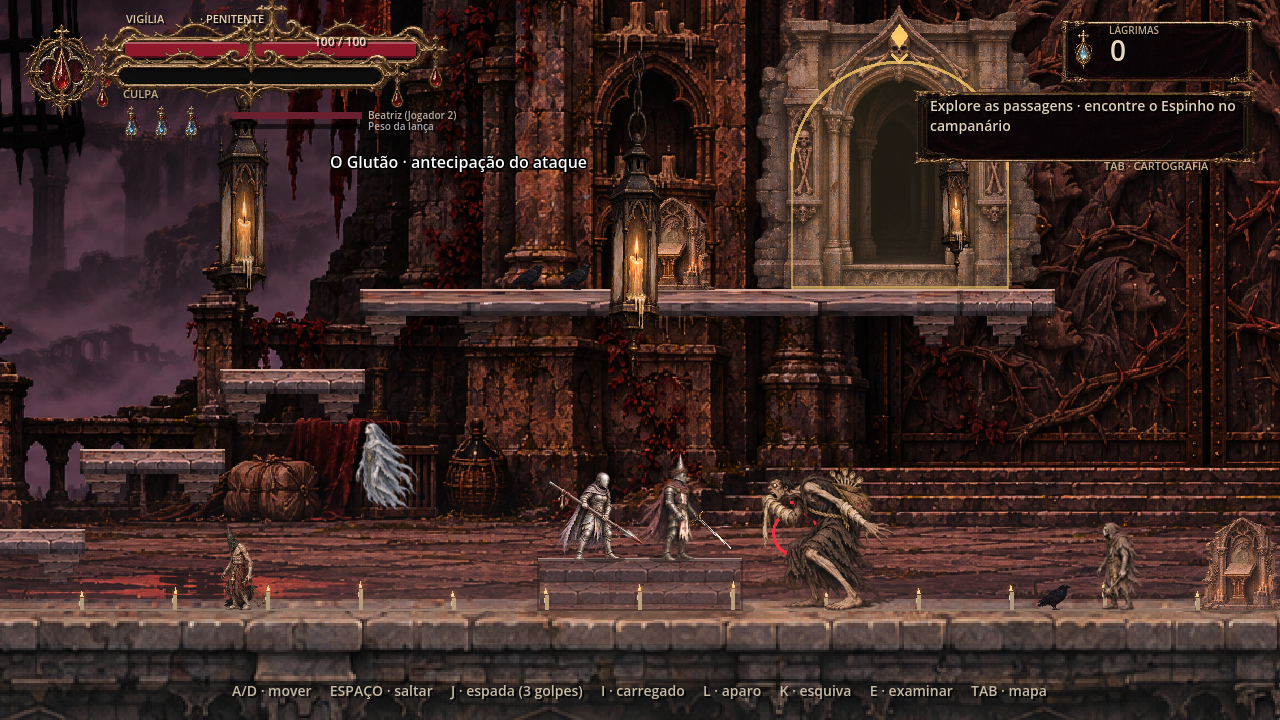 VIGÍLIA · PENITENTE
100 / 100
CULPA
Beatriz (Jogador 2)
Peso da lança
LÁGRIMAS
0
Explore as passagens · encontre o Espinho no
campanário
TAB · CARTOGRAFIA
O Glutão · antecipação do ataque
A/D · mover ESPAÇO · saltar J · espada (3 golpes) I · carregado L · aparo K · esquiva E · examinar TAB · mapa